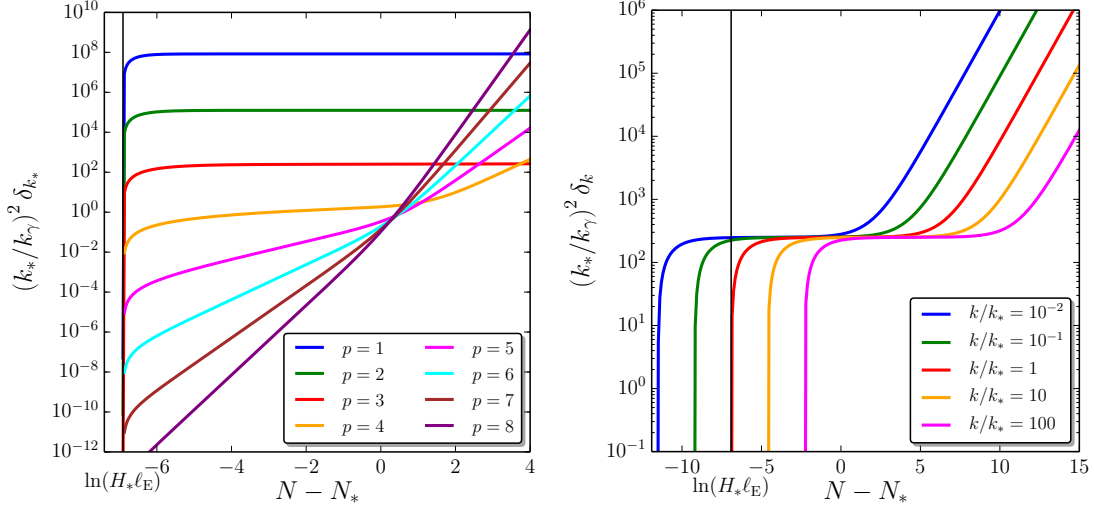 (k_*/k_γ)^2 δ_{k_*}
10^10
10^8
10^6
10^4
10^2
10^0
10^−2
10^−4
10^−6
10^−8
10^−10
10^−12
p = 1
p = 2
p = 3
p = 4
p = 5
p = 6
p = 7
p = 8
−6
−4
−2
0
2
4
ln(H_*ℓ_E)
N − N_*
(k_*/k_γ)^2 δ_k
10^6
10^5
10^4
10^3
10^2
10^1
10^0
10^−1
k/k_* = 10^−2
k/k_* = 10^−1
k/k_* = 1
k/k_* = 10
k/k_* = 100
−10
−5
0
5
10
15
ln(H_*ℓ_E)
N − N_*